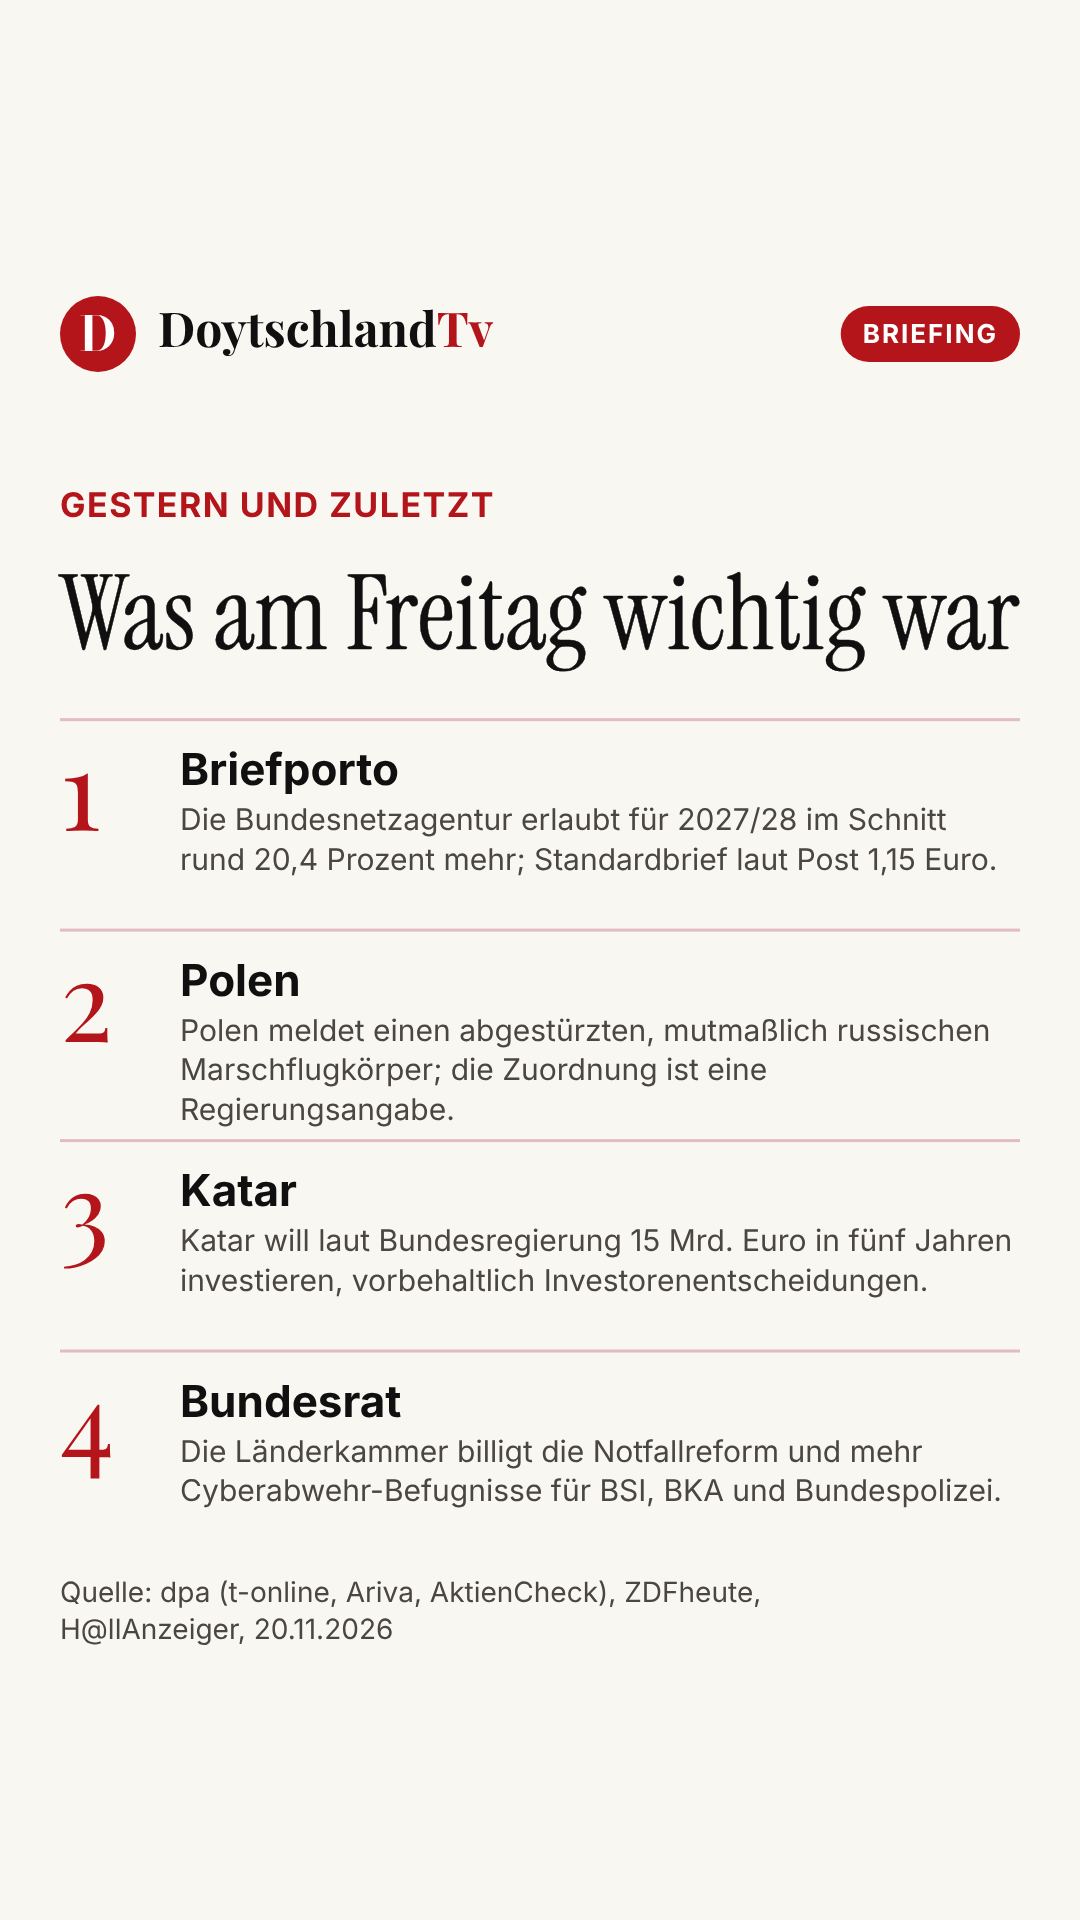 D DoytschlandTv
BRIEFING
GESTERN UND ZULETZT
Was am Freitag wichtig war
1
Briefporto
Die Bundesnetzagentur erlaubt für 2027/28 im Schnitt
rund 20,4 Prozent mehr; Standardbrief laut Post 1,15 Euro.
2
Polen
Polen meldet einen abgestürzten, mutmaßlich russischen
Marschflugkörper; die Zuordnung ist eine
Regierungsangabe.
3
Katar
Katar will laut Bundesregierung 15 Mrd. Euro in fünf Jahren
investieren, vorbehaltlich Investorenentscheidungen.
4
Bundesrat
Die Länderkammer billigt die Notfallreform und mehr
Cyberabwehr-Befugnisse für BSI, BKA und Bundespolizei.
Quelle: dpa (t-online, Ariva, AktienCheck), ZDFheute,
H@llAnzeiger, 20.11.2026